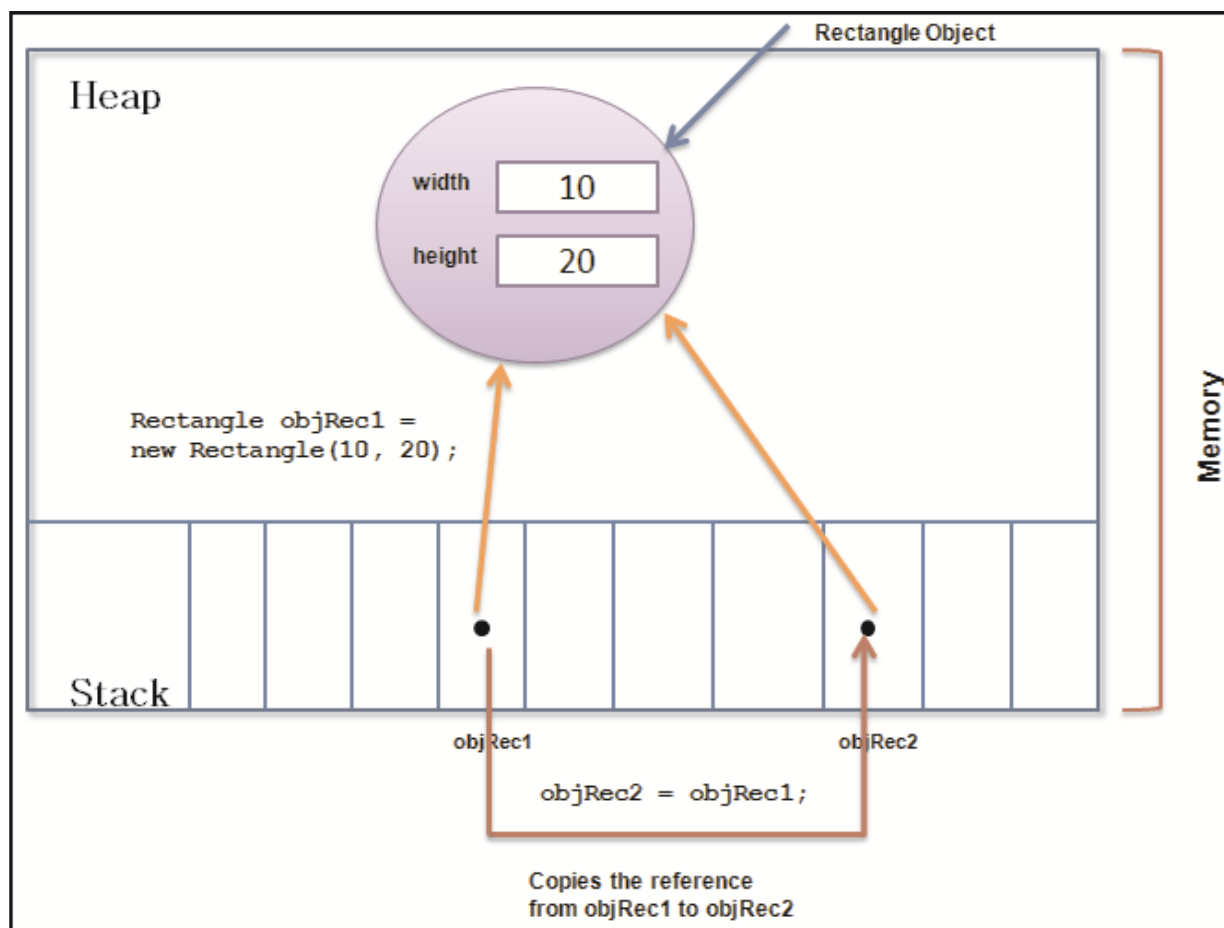 Rectangle Object
Heap
width
10
height
20
Rectangle objRec1 =
new Rectangle(10, 20);
Memory
Stack
objRec1
objRec2
objRec2 = objRec1;
Copies the reference
from objRec1 to objRec2